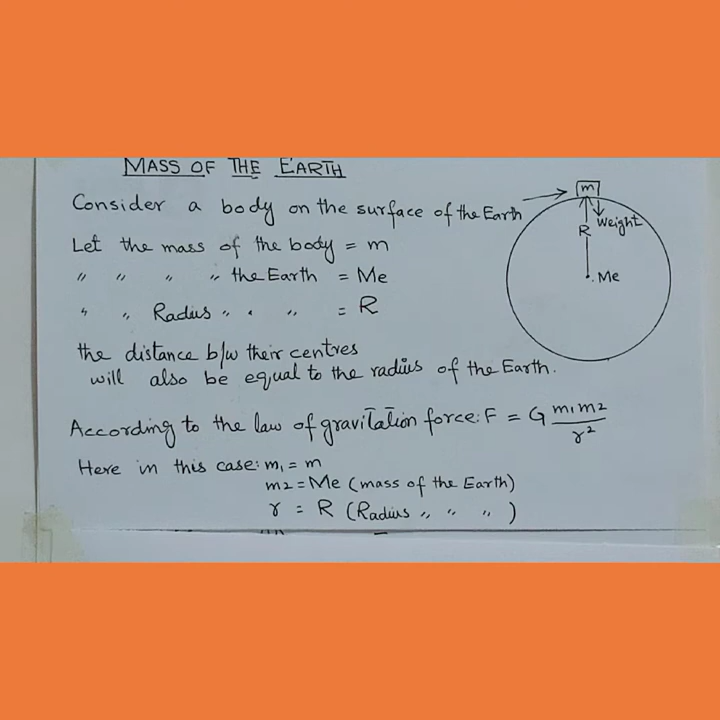 MASS OF THE EARTH
Consider a body on the surface of the Earth
Let the mass of the body = m
〃 〃 〃 〃 the Earth = Me
〃 〃 Radius 〃 〃 〃 = R
the distance b/w their centres
will also be equal to the radius of the Earth.
According to the law of gravitation force: F = G m1m2/r²
Here in this case: m1 = m
m2 = Me (mass of the Earth)
r = R (Radius 〃 〃 〃 )
m
Weight
R
Me